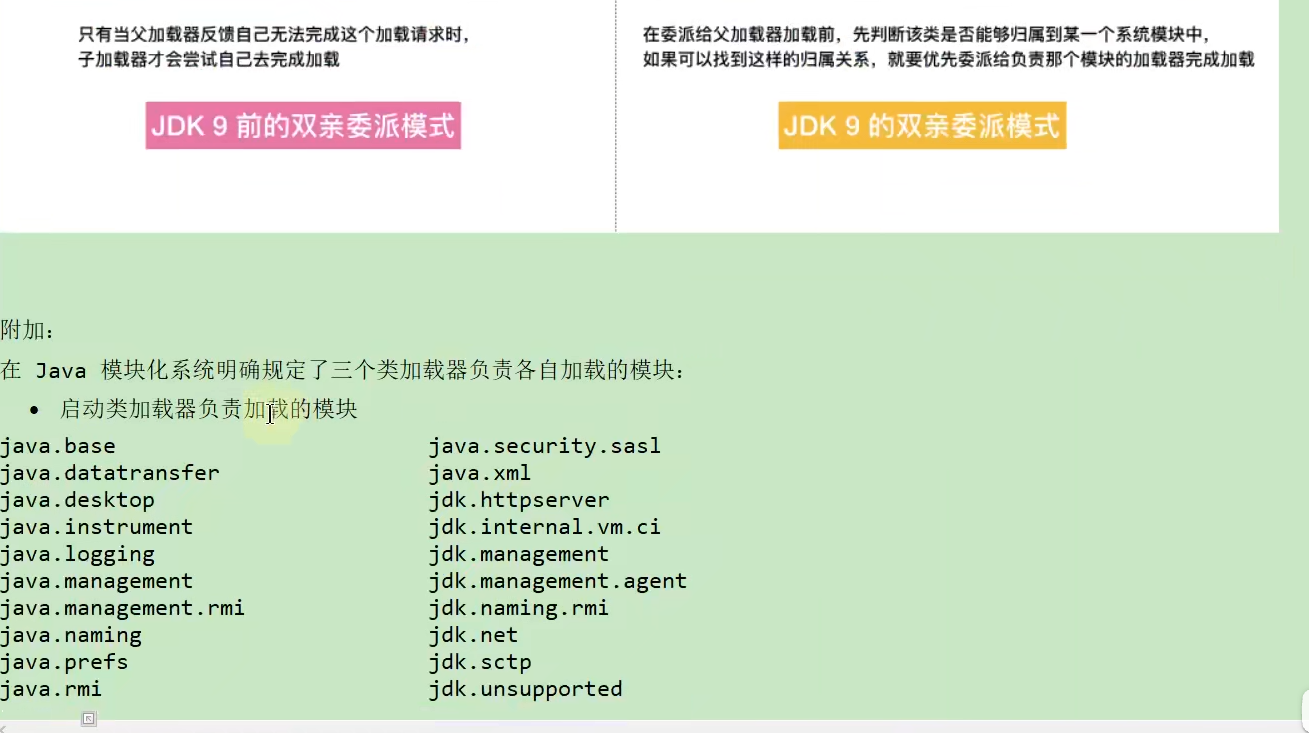 只有当父加载器反馈自己无法完成这个加载请求时，
子加载器才会尝试自己去完成加载
JDK 9 前的双亲委派模式
在委派给父加载器加载前，先判断该类是否能够归属到某一个系统模块中，
如果可以找到这样的归属关系，就要优先委派给负责那个模块的加载器完成加载
JDK 9 的双亲委派模式
附加：
在 Java 模块化系统明确规定了三个类加载器负责各自加载的模块：
• 启动类加载器负责加载的模块
java.base java.security.sasl
java.datatransfer java.xml
java.desktop jdk.httpserver
java.instrument jdk.internal.vm.ci
java.logging jdk.management
java.management jdk.management.agent
java.management.rmi jdk.naming.rmi
java.naming jdk.net
java.prefs jdk.sctp
java.rmi jdk.unsupported